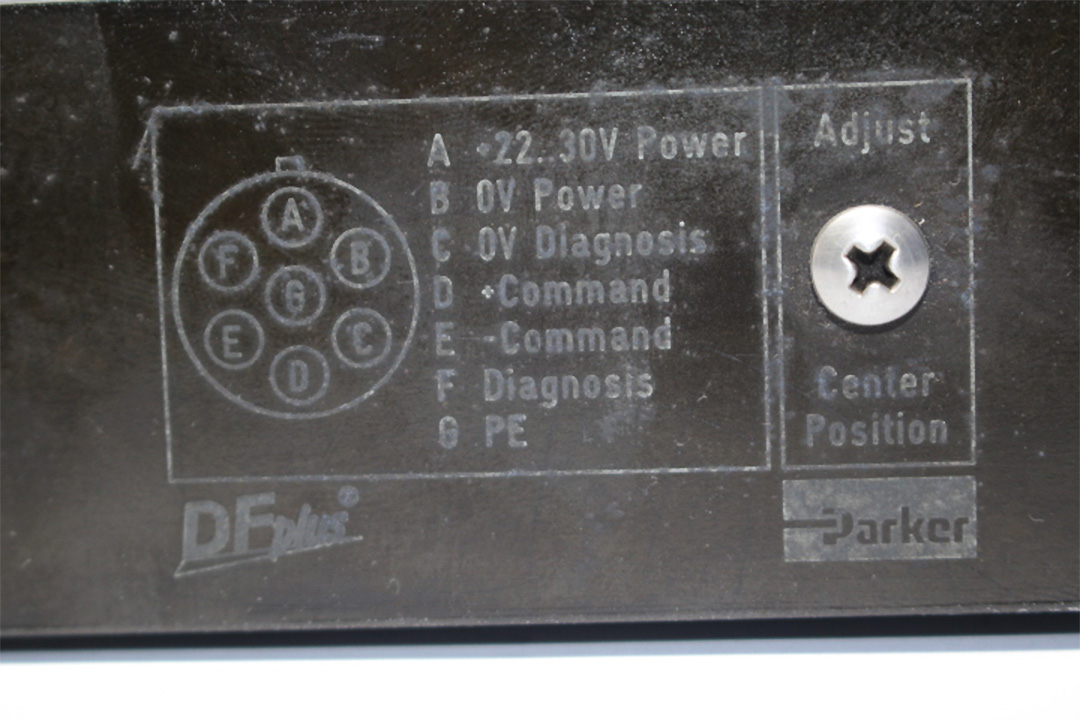 A
F
B
G
E
C
D
A +22..30V Power
B 0V Power
C 0V Diagnosis
D +Command
E -Command
F Diagnosis
G PE
Adjust
Center
Position
DFplus®
Parker